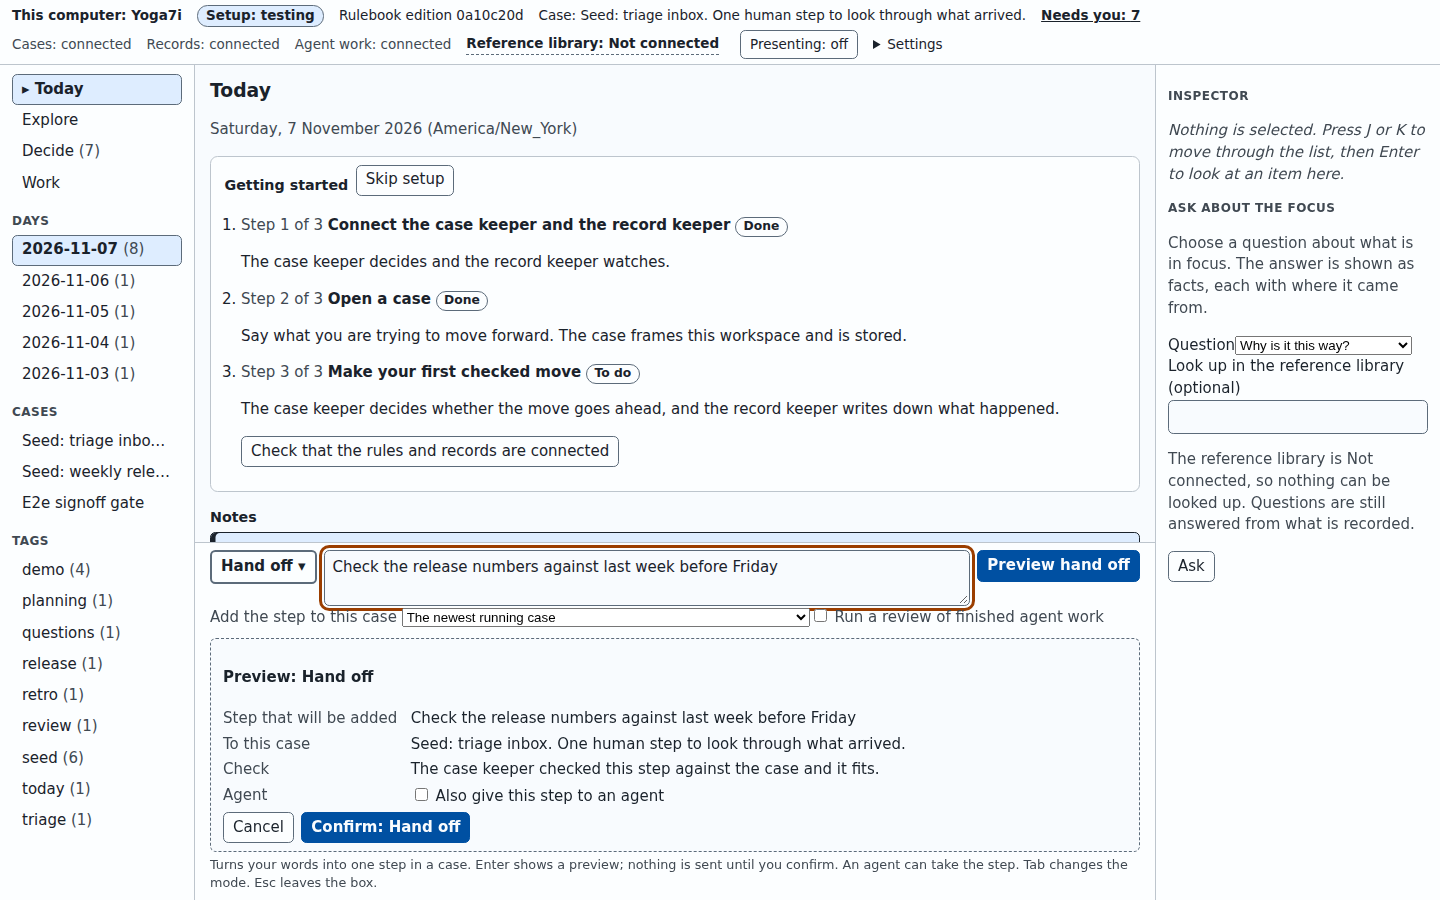 This computer: Yoga7i Setup: testing Rulebook edition 0a10c20d Case: Seed: triage inbox. One human step to look through what arrived. Needs you: 7
Cases: connected Records: connected Agent work: connected Reference library: Not connected Presenting: off ▶ Settings
▸ Today
Explore
Decide (7)
Work
DAYS
2026-11-07 (8)
2026-11-06 (1)
2026-11-05 (1)
2026-11-04 (1)
2026-11-03 (1)
CASES
Seed: triage inbo...
Seed: weekly rele...
E2e signoff gate
TAGS
demo (4)
planning (1)
questions (1)
release (1)
retro (1)
review (1)
seed (6)
today (1)
triage (1)
Today
Saturday, 7 November 2026 (America/New_York)
Getting started Skip setup
1. Step 1 of 3 Connect the case keeper and the record keeper Done
The case keeper decides and the record keeper watches.
2. Step 2 of 3 Open a case Done
Say what you are trying to move forward. The case frames this workspace and is stored.
3. Step 3 of 3 Make your first checked move To do
The case keeper decides whether the move goes ahead, and the record keeper writes down what happened.
Check that the rules and records are connected
Notes
Hand off ▾ Check the release numbers against last week before Friday Preview hand off
Add the step to this case The newest running case Run a review of finished agent work
Preview: Hand off
Step that will be added Check the release numbers against last week before Friday
To this case Seed: triage inbox. One human step to look through what arrived.
Check The case keeper checked this step against the case and it fits.
Agent Also give this step to an agent
Cancel Confirm: Hand off
Turns your words into one step in a case. Enter shows a preview; nothing is sent until you confirm. An agent can take the step. Tab changes the
mode. Esc leaves the box.
INSPECTOR
Nothing is selected. Press J or K to
move through the list, then Enter
to look at an item here.
ASK ABOUT THE FOCUS
Choose a question about what is
in focus. The answer is shown as
facts, each with where it came
from.
Question Why is it this way?
Look up in the reference library
(optional)
The reference library is Not
connected, so nothing can be
looked up. Questions are still
answered from what is recorded.
Ask